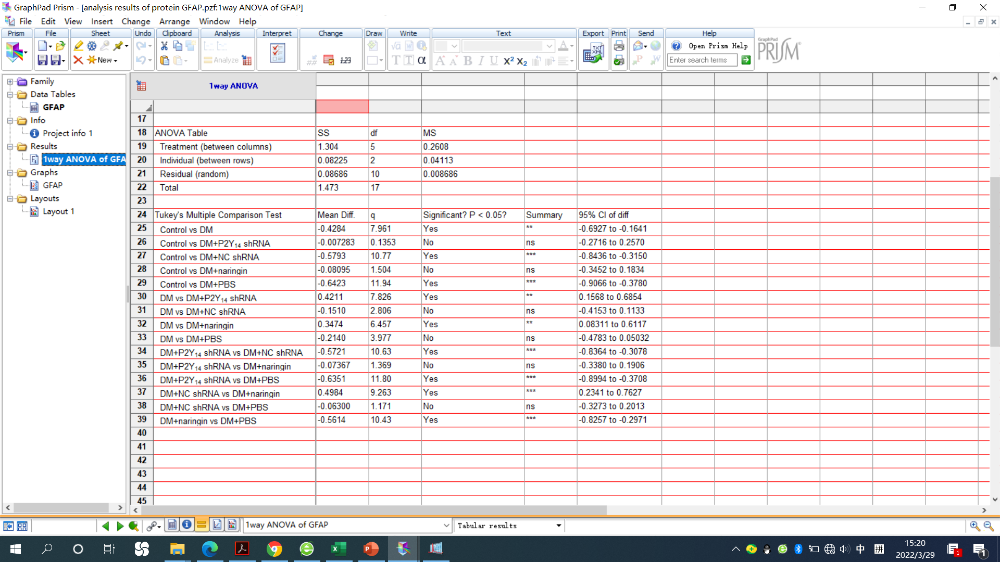 GraphPad Prism - [analysis results of protein GFAP.pzf:1way ANOVA of GFAP]
File Edit View Insert Change Arrange Window Help
Prism File Sheet Undo Clipboard Analysis Interpret Change Draw Write Text Export Print Send Help
Open Prism Help
New
Analyze
Enter search terms
GraphPad
PRISM
Family
Data Tables
GFAP
Info
Project info 1
Results
1way ANOVA of GFA
Graphs
GFAP
Layouts
Layout 1
1way ANOVA
17
18 ANOVA Table SS df MS
19 Treatment (between columns) 1.304 5 0.2608
20 Individual (between rows) 0.08225 2 0.04113
21 Residual (random) 0.08686 10 0.008686
22 Total 1.473 17
23
24 Tukey's Multiple Comparison Test Mean Diff. q Significant? P < 0.05? Summary 95% CI of diff
25 Control vs DM -0.4284 7.961 Yes ** -0.6927 to -0.1641
26 Control vs DM+P2Y₁₄ shRNA -0.007283 0.1353 No ns -0.2716 to 0.2570
27 Control vs DM+NC shRNA -0.5793 10.77 Yes *** -0.8436 to -0.3150
28 Control vs DM+naringin -0.08095 1.504 No ns -0.3452 to 0.1834
29 Control vs DM+PBS -0.6423 11.94 Yes *** -0.9066 to -0.3780
30 DM vs DM+P2Y₁₄ shRNA 0.4211 7.826 Yes ** 0.1568 to 0.6854
31 DM vs DM+NC shRNA -0.1510 2.806 No ns -0.4153 to 0.1133
32 DM vs DM+naringin 0.3474 6.457 Yes ** 0.08311 to 0.6117
33 DM vs DM+PBS -0.2140 3.977 No ns -0.4783 to 0.05032
34 DM+P2Y₁₄ shRNA vs DM+NC shRNA -0.5721 10.63 Yes *** -0.8364 to -0.3078
35 DM+P2Y₁₄ shRNA vs DM+naringin -0.07367 1.369 No ns -0.3380 to 0.1906
36 DM+P2Y₁₄ shRNA vs DM+PBS -0.6351 11.80 Yes *** -0.8994 to -0.3708
37 DM+NC shRNA vs DM+naringin 0.4984 9.263 Yes *** 0.2341 to 0.7627
38 DM+NC shRNA vs DM+PBS -0.06300 1.171 No ns -0.3273 to 0.2013
39 DM+naringin vs DM+PBS -0.5614 10.43 Yes *** -0.8257 to -0.2971
40
41
42
43
44
45
1way ANOVA of GFAP Tabular results
中 拼 15:20
2022/3/29